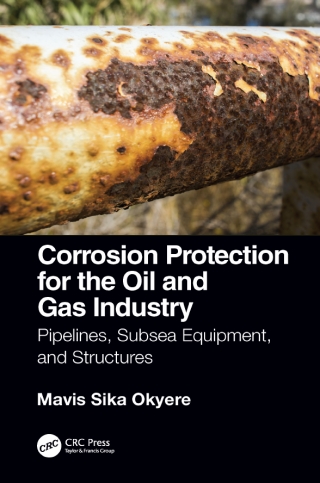 Corrosion Protection
for the Oil and
Gas Industry
Pipelines, Subsea Equipment,
and Structures
Mavis Sika Okyere
CRC
CRC Press
Taylor & Francis Group